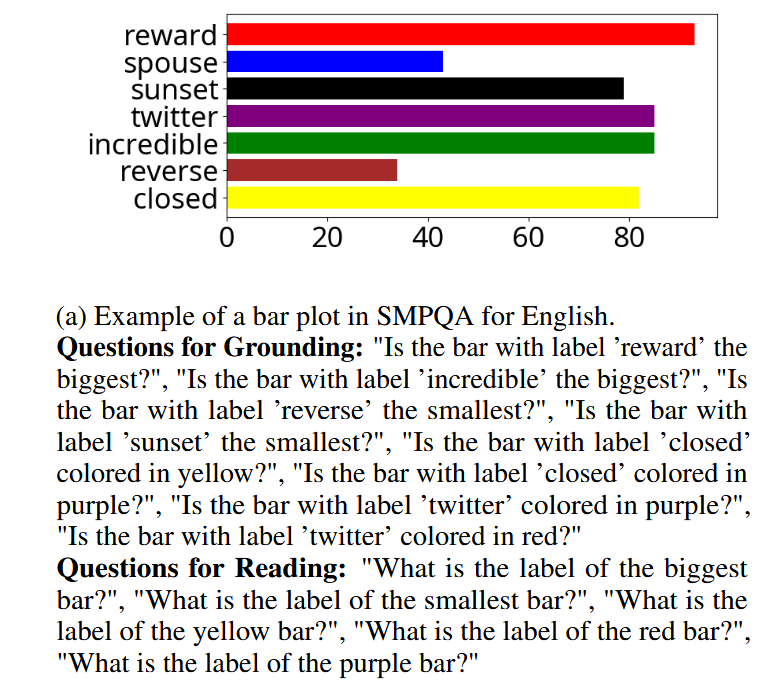 reward
spouse
sunset
twitter
incredible
reverse
closed
0 20 40 60 80
(a) Example of a bar plot in SMPQA for English.
Questions for Grounding: "Is the bar with label ’reward’ the
biggest?", "Is the bar with label ’incredible’ the biggest?", "Is
the bar with label ’reverse’ the smallest?", "Is the bar with
label ’sunset’ the smallest?", "Is the bar with label ’closed’
colored in yellow?", "Is the bar with label ’closed’ colored in
purple?", "Is the bar with label ’twitter’ colored in purple?",
"Is the bar with label ’twitter’ colored in red?"
Questions for Reading: "What is the label of the biggest
bar?", "What is the label of the smallest bar?", "What is the
label of the yellow bar?", "What is the label of the red bar?",
"What is the label of the purple bar?"